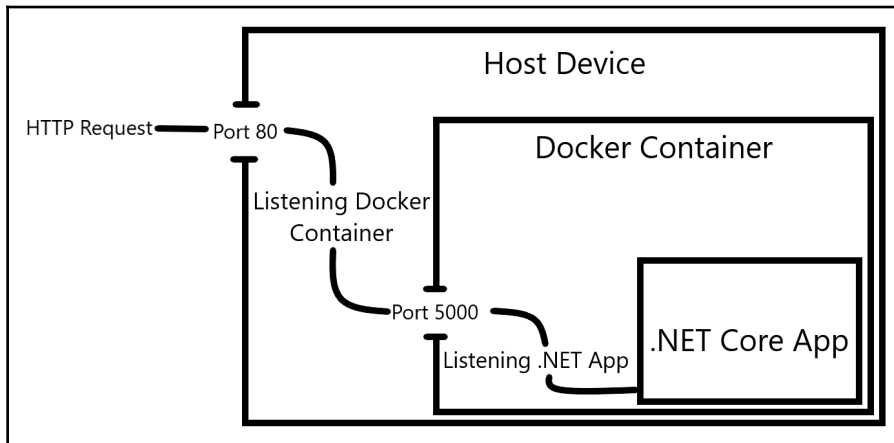 Host Device
HTTP Request
Port 80
Docker Container
Listening Docker
Container
Port 5000
.NET Core App
Listening .NET App